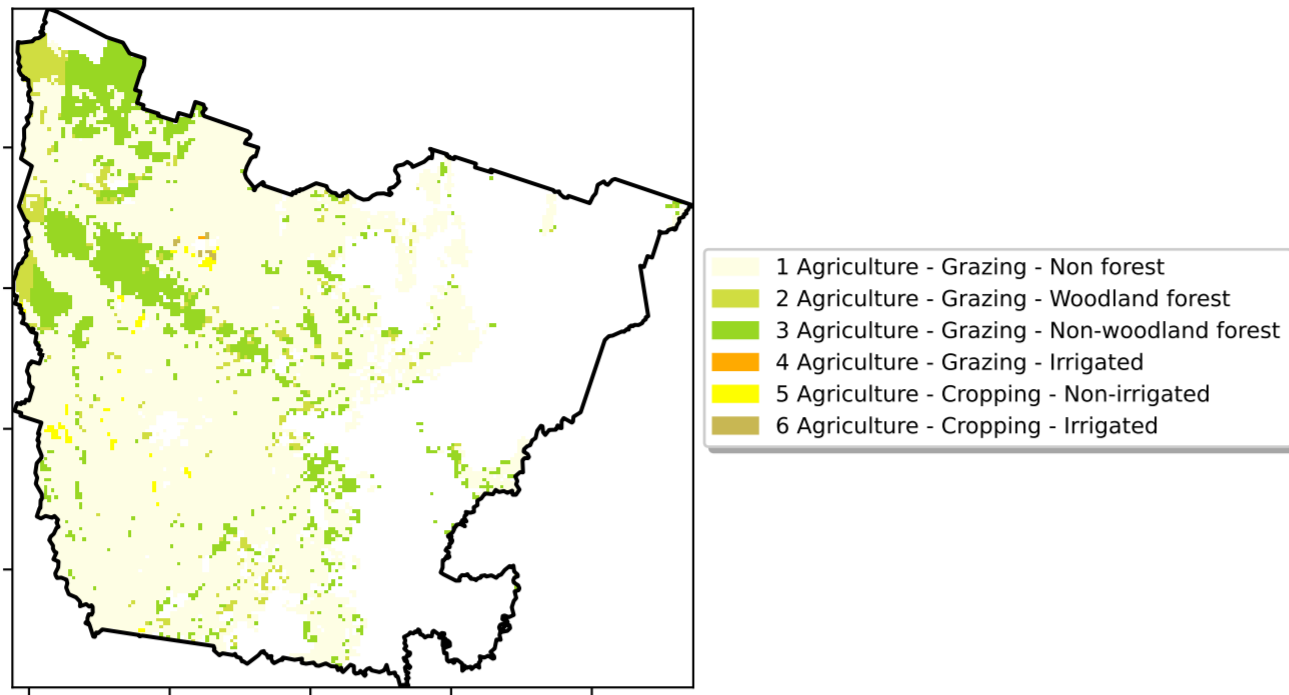 1 Agriculture - Grazing - Non forest
2 Agriculture - Grazing - Woodland forest
3 Agriculture - Grazing - Non-woodland forest
4 Agriculture - Grazing - Irrigated
5 Agriculture - Cropping - Non-irrigated
6 Agriculture - Cropping - Irrigated